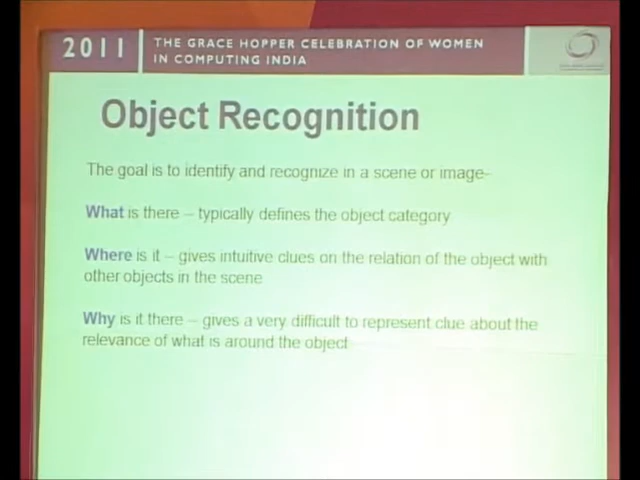 2011
THE GRACE HOPPER CELEBRATION OF WOMEN
IN COMPUTING INDIA
Object Recognition
The goal is to identify and recognize in a scene or image-
What is there – typically defines the object category
Where is it – gives intuitive clues on the relation of the object with
other objects in the scene
Why is it there – gives a very difficult to represent clue about the
relevance of what is around the object